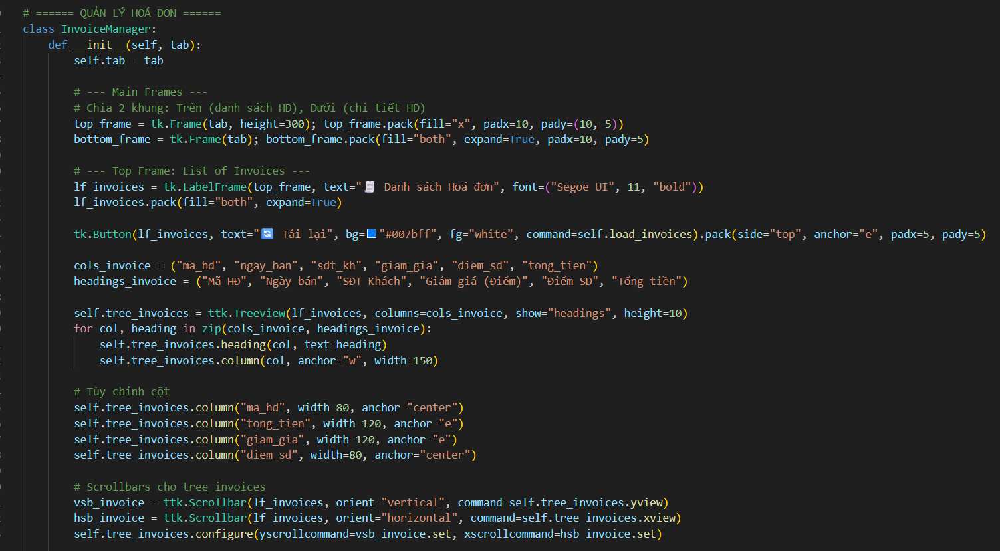 # ====== QUẢN LÝ HOÁ ĐƠN ======
class InvoiceManager:
    def __init__(self, tab):
        self.tab = tab
        # --- Main Frames ---
        # Chia 2 khung: Trên (danh sách HĐ), Dưới (chi tiết HĐ)
        top_frame = tk.Frame(tab, height=300); top_frame.pack(fill="x", padx=10, pady=(10, 5))
        bottom_frame = tk.Frame(tab); bottom_frame.pack(fill="both", expand=True, padx=10, pady=5)
        # --- Top Frame: List of Invoices ---
        lf_invoices = tk.LabelFrame(top_frame, text="🧾 Danh sách Hoá đơn", font=("Segoe UI", 11, "bold"))
        lf_invoices.pack(fill="both", expand=True)
        tk.Button(lf_invoices, text="🔄 Tải lại", bg="#007bff", fg="white", command=self.load_invoices).pack(side="top", anchor="e", padx=5, pady=5)
        cols_invoice = ("ma_hd", "ngay_ban", "sdt_kh", "giam_gia", "diem_sd", "tong_tien")
        headings_invoice = ("Mã HĐ", "Ngày bán", "SĐT Khách", "Giảm giá (Điểm)", "Điểm SD", "Tổng tiền")
        self.tree_invoices = ttk.Treeview(lf_invoices, columns=cols_invoice, show="headings", height=10)
        for col, heading in zip(cols_invoice, headings_invoice):
            self.tree_invoices.heading(col, text=heading)
            self.tree_invoices.column(col, anchor="w", width=150)
        # Tùy chỉnh cột
        self.tree_invoices.column("ma_hd", width=80, anchor="center")
        self.tree_invoices.column("tong_tien", width=120, anchor="e")
        self.tree_invoices.column("giam_gia", width=120, anchor="e")
        self.tree_invoices.column("diem_sd", width=80, anchor="center")
        # Scrollbars cho tree_invoices
        vsb_invoice = ttk.Scrollbar(lf_invoices, orient="vertical", command=self.tree_invoices.yview)
        hsb_invoice = ttk.Scrollbar(lf_invoices, orient="horizontal", command=self.tree_invoices.xview)
        self.tree_invoices.configure(yscrollcommand=vsb_invoice.set, xscrollcommand=hsb_invoice.set)